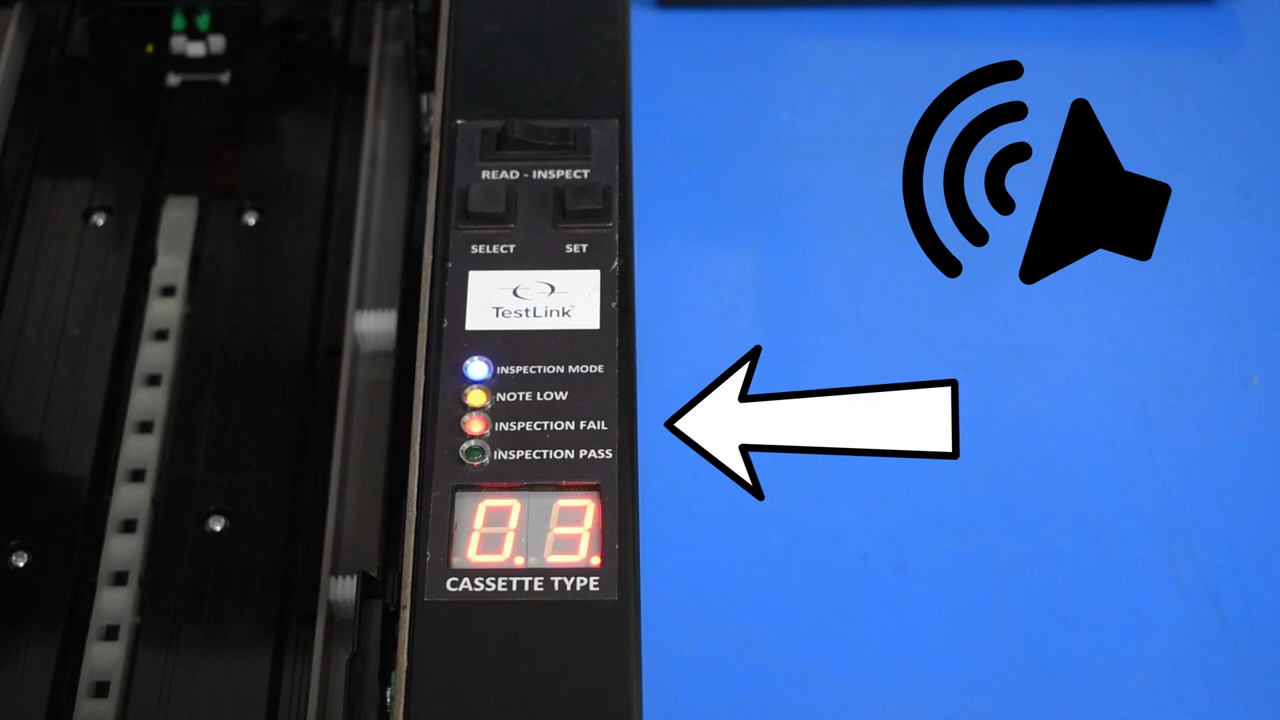 READ - INSPECT
SELECT SET
TestLink
INSPECTION MODE
NOTE LOW
INSPECTION FAIL
INSPECTION PASS
0.3.
CASSETTE TYPE